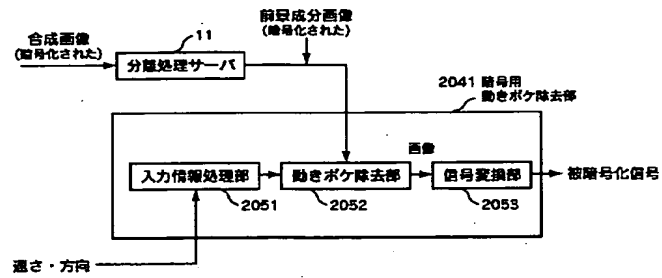 前景成分画像
(暗号化された)
合成画像
(暗号化された)
11
分離処理サーバ
2041 暗号用
動きボケ除去部
画像
入力情報処理部
動きボケ除去部
信号変換部
被暗号化信号
2051
2052
2053
速さ・方向